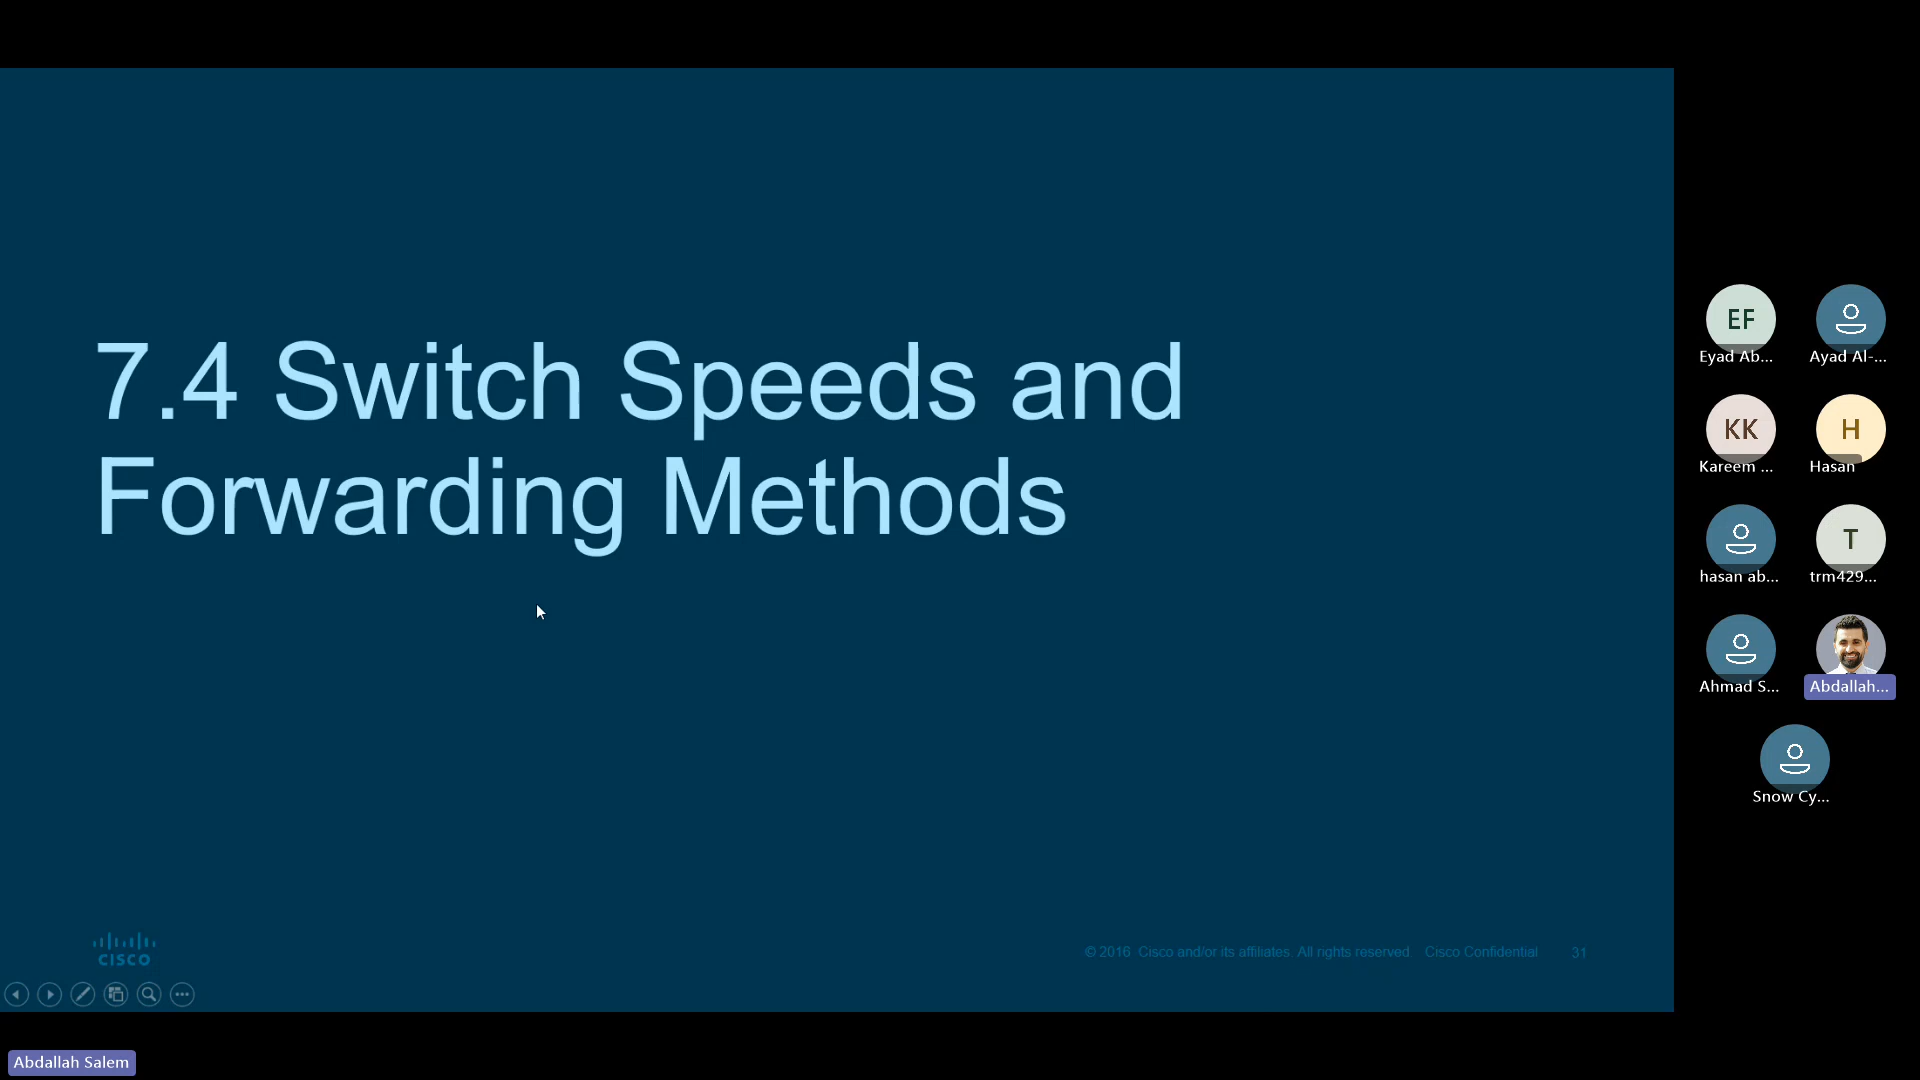 7.4 Switch Speeds and
Forwarding Methods
CISCO
© 2016 Cisco and/or its affiliates. All rights reserved. Cisco Confidential 31
EF
Eyad Ab...
Ayad Al-...
KK
Kareem ...
H
Hasan
hasan ab...
T
trm429...
Ahmad S...
Abdallah...
Snow Cy...
Abdallah Salem